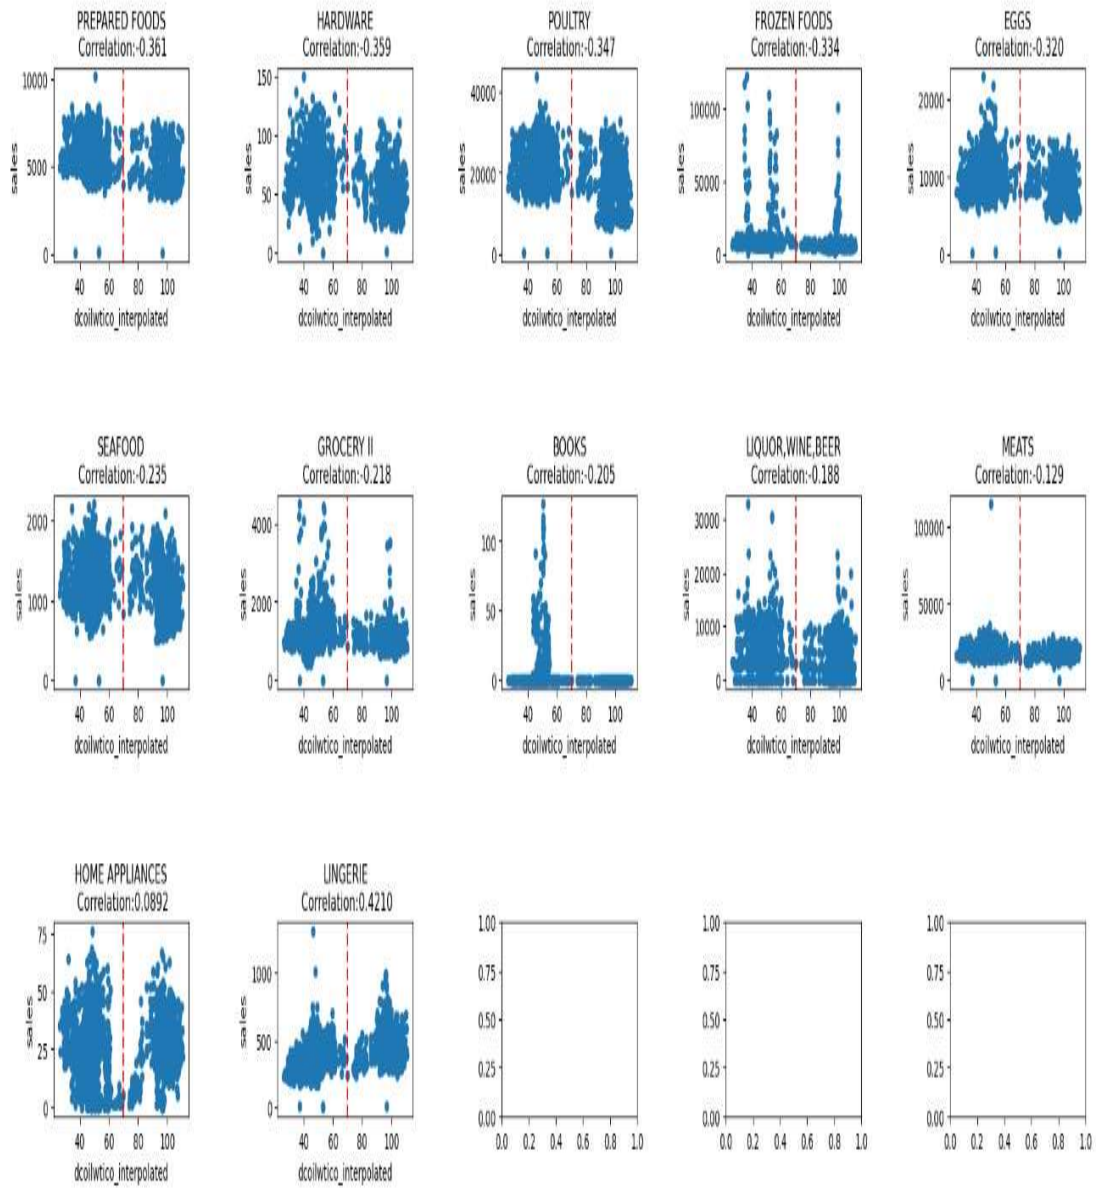 PREPARED FOODS
Correlation:-0.361
10000
5000
0
sales
40 60 80 100
dcoilwtico_interpolated
HARDWARE
Correlation:-0.359
150
100
50
0
sales
40 60 80 100
dcoilwtico_interpolated
POULTRY
Correlation:-0.347
40000
20000
0
sales
40 60 80 100
dcoilwtico_interpolated
FROZEN FOODS
Correlation:-0.334
100000
50000
0
sales
40 60 80 100
dcoilwtico_interpolated
EGGS
Correlation:-0.320
20000
10000
0
sales
40 60 80 100
dcoilwtico_interpolated
SEAFOOD
Correlation:-0.235
2000
1000
0
sales
40 60 80 100
dcoilwtico_interpolated
GROCERY II
Correlation:-0.218
4000
2000
0
sales
40 60 80 100
dcoilwtico_interpolated
BOOKS
Correlation:-0.205
100
50
0
sales
40 60 80 100
dcoilwtico_interpolated
LIQUOR,WINE,BEER
Correlation:-0.188
30000
20000
10000
0
sales
40 60 80 100
dcoilwtico_interpolated
MEATS
Correlation:-0.129
100000
50000
0
sales
40 60 80 100
dcoilwtico_interpolated
HOME APPLIANCES
Correlation:0.0892
75
50
25
0
sales
40 60 80 100
dcoilwtico_interpolated
LINGERIE
Correlation:0.4210
1000
500
0
sales
40 60 80 100
dcoilwtico_interpolated
1.00
0.75
0.50
0.25
0.00
0.0 0.2 0.4 0.6 0.8 1.0
1.00
0.75
0.50
0.25
0.00
0.0 0.2 0.4 0.6 0.8 1.0
1.00
0.75
0.50
0.25
0.00
0.0 0.2 0.4 0.6 0.8 1.0